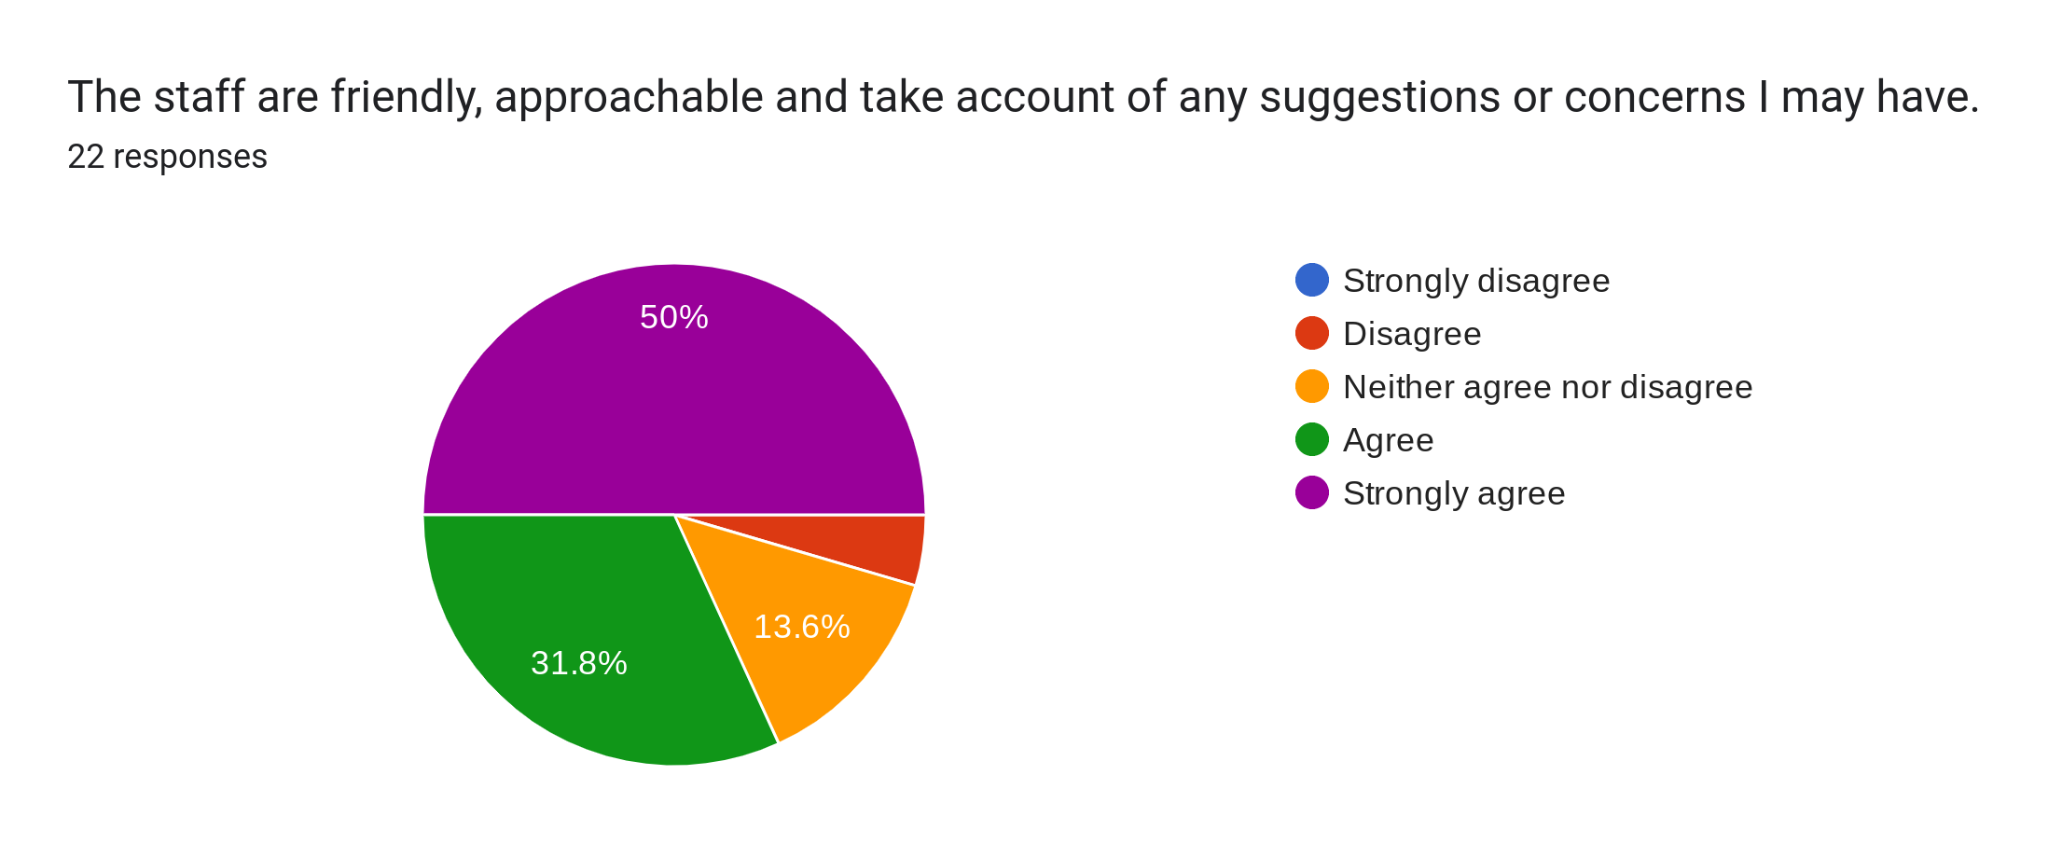 The staff are friendly, approachable and take account of any suggestions or concerns I may have.
22 responses
50%
13.6%
31.8%
Strongly disagree
Disagree
Neither agree nor disagree
Agree
Strongly agree